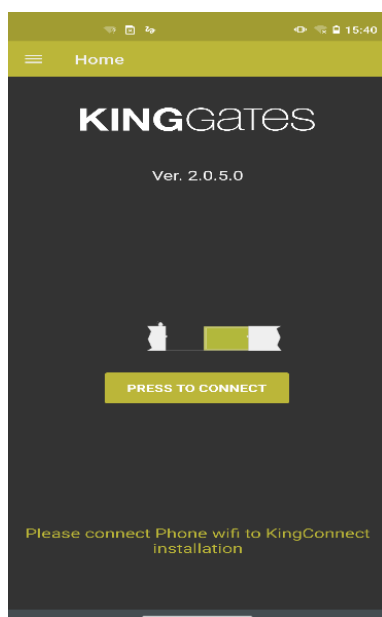 15:40
Home
KINGGATES
Ver. 2.0.5.0
PRESS TO CONNECT
Please connect Phone wifi to KingConnect
installation